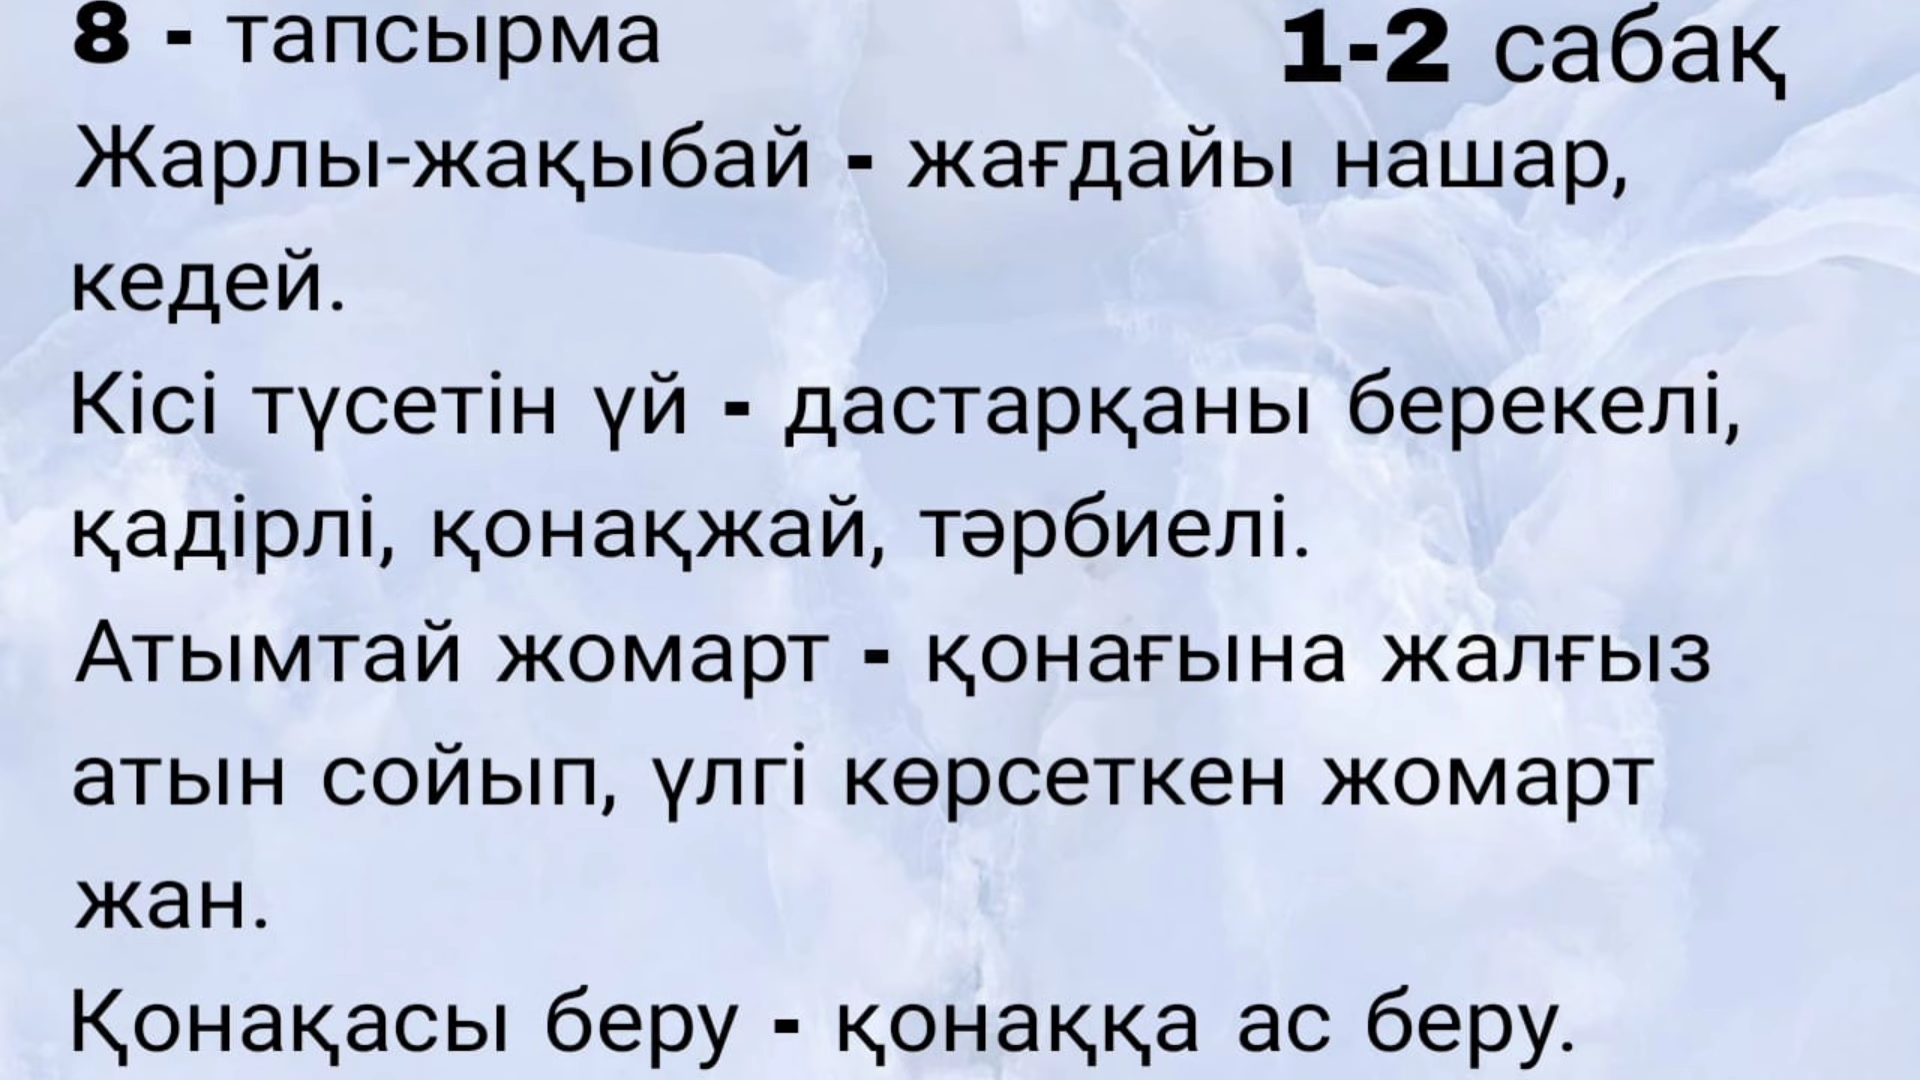 8 - тапсырма 1-2 сабақ
Жарлы-жақыбай - жағдайы нашар,
кедей.
Кісі түсетін үй - дастарқаны берекелі,
қадірлі, қонақжай, тәрбиелі.
Атымтай жомарт - қонағына жалғыз
атын сойып, үлгі көрсеткен жомарт
жан.
Қонақасы беру - қонаққа ас беру.